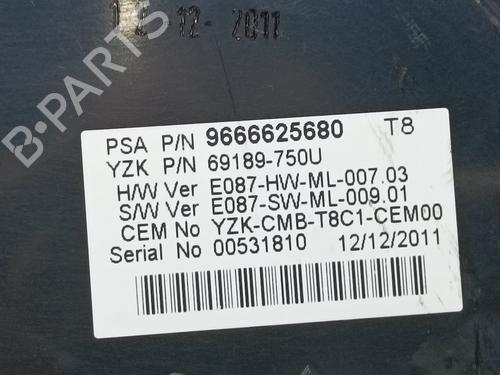 12-12-2011
PSA P/N 9666625680 T8
YZK P/N 69189-750U
H/W Ver E087-HW-ML-007.03
S/W Ver E087-SW-ML-009.01
CEM No YZK-CMB-T8C1-CEM00
Serial No 00531810 12/12/2011
B-PARTS